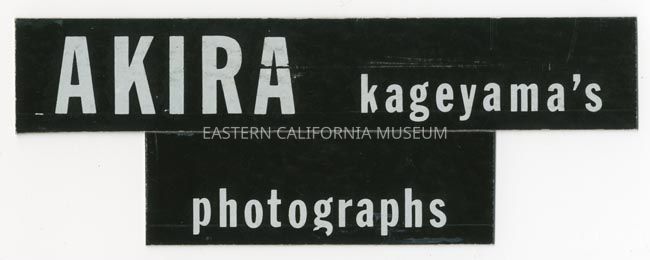 AKIRA kageyama's
EASTERN CALIFORNIA MUSEUM
photographs